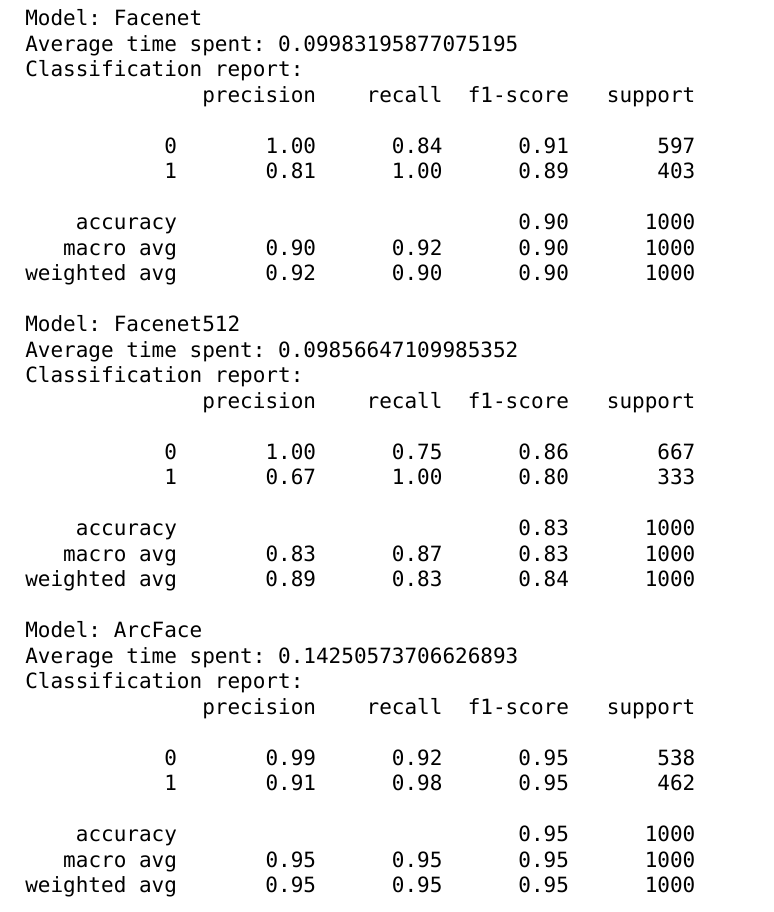 Model: Facenet
Average time spent: 0.09983195877075195
Classification report:
precision recall f1-score support
0 1.00 0.84 0.91 597
1 0.81 1.00 0.89 403
accuracy 0.90 1000
macro avg 0.90 0.92 0.90 1000
weighted avg 0.92 0.90 0.90 1000
Model: Facenet512
Average time spent: 0.09856647109985352
Classification report:
precision recall f1-score support
0 1.00 0.75 0.86 667
1 0.67 1.00 0.80 333
accuracy 0.83 1000
macro avg 0.83 0.87 0.83 1000
weighted avg 0.89 0.83 0.84 1000
Model: ArcFace
Average time spent: 0.14250573706626893
Classification report:
precision recall f1-score support
0 0.99 0.92 0.95 538
1 0.91 0.98 0.95 462
accuracy 0.95 1000
macro avg 0.95 0.95 0.95 1000
weighted avg 0.95 0.95 0.95 1000